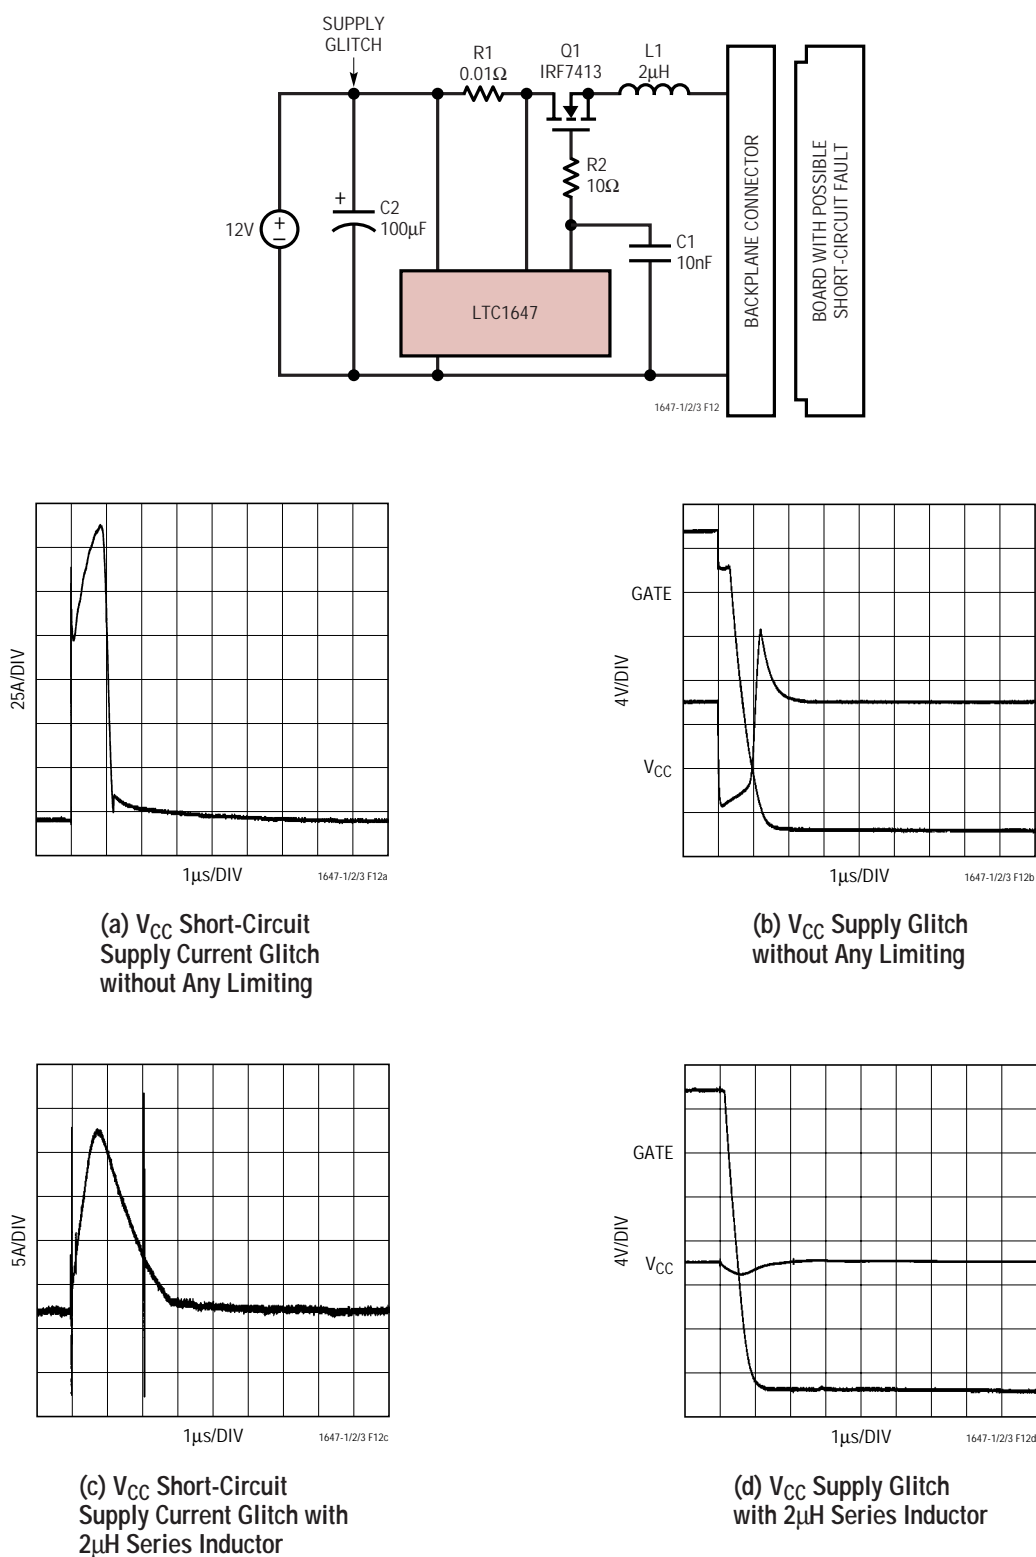 SUPPLY
GLITCH
R1
0.01Ω
Q1
IRF7413
L1
2µH
R2
10Ω
12V
+
–
+
C2
100µF
C1
10nF
LTC1647
BACKPLANE CONNECTOR
BOARD WITH POSSIBLE
SHORT-CIRCUIT FAULT
1647-1/2/3 F12
25A/DIV
1µs/DIV
1647-1/2/3 F12a
(a) VCC Short-Circuit
Supply Current Glitch
without Any Limiting
GATE
4V/DIV
VCC
1µs/DIV
1647-1/2/3 F12b
(b) VCC Supply Glitch
without Any Limiting
5A/DIV
1µs/DIV
1647-1/2/3 F12c
(c) VCC Short-Circuit
Supply Current Glitch with
2µH Series Inductor
GATE
4V/DIV
VCC
1µs/DIV
1647-1/2/3 F12d
(d) VCC Supply Glitch
with 2µH Series Inductor